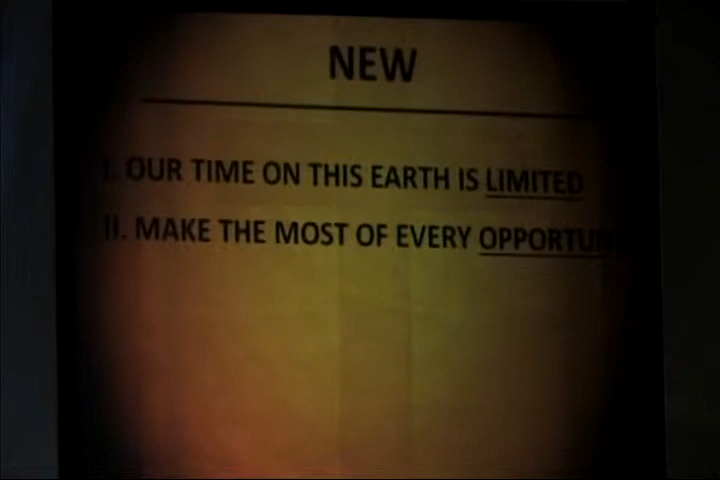 NEW
I. OUR TIME ON THIS EARTH IS LIMITED
II. MAKE THE MOST OF EVERY